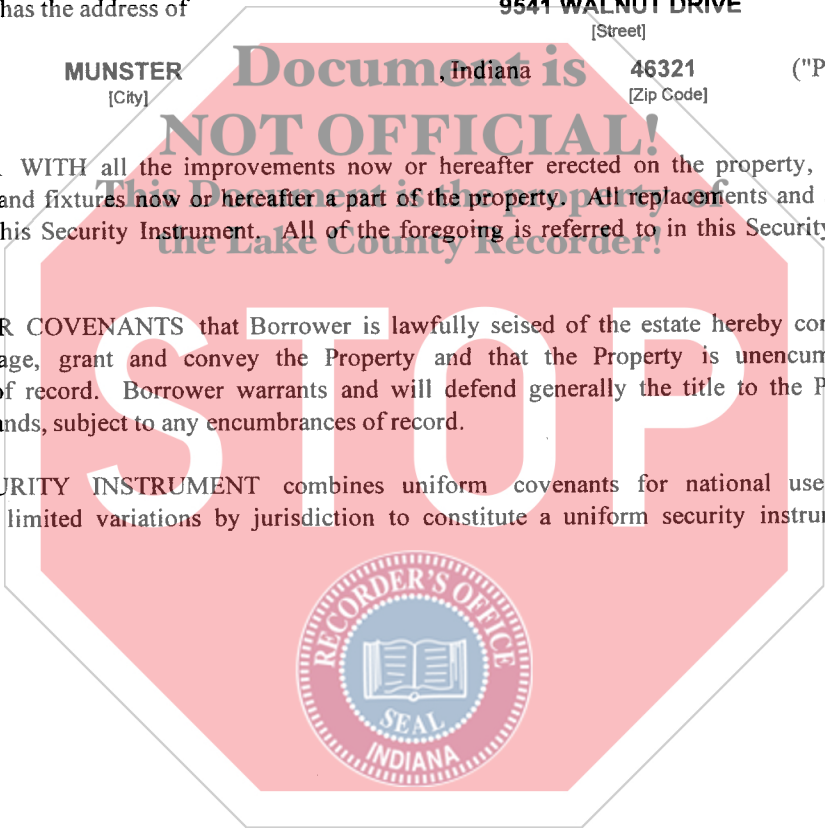 has the address of 9541 WALNUT DRIVE
[Street]
MUNSTER , Indiana 46321 ("P
[City] [Zip Code]
Document is
NOT OFFICIAL!
This Document is the property of
the Lake County Recorder!
WITH all the improvements now or hereafter erected on the property,
and fixtures now or hereafter a part of the property. All replacements and
his Security Instrument. All of the foregoing is referred to in this Security
R COVENANTS that Borrower is lawfully seised of the estate hereby con
age, grant and convey the Property and that the Property is unencum
of record. Borrower warrants and will defend generally the title to the P
ands, subject to any encumbrances of record.
STOP
URITY INSTRUMENT combines uniform covenants for national use
limited variations by jurisdiction to constitute a uniform security instru
RECORDER'S OFFICE
SEAL
INDIANA